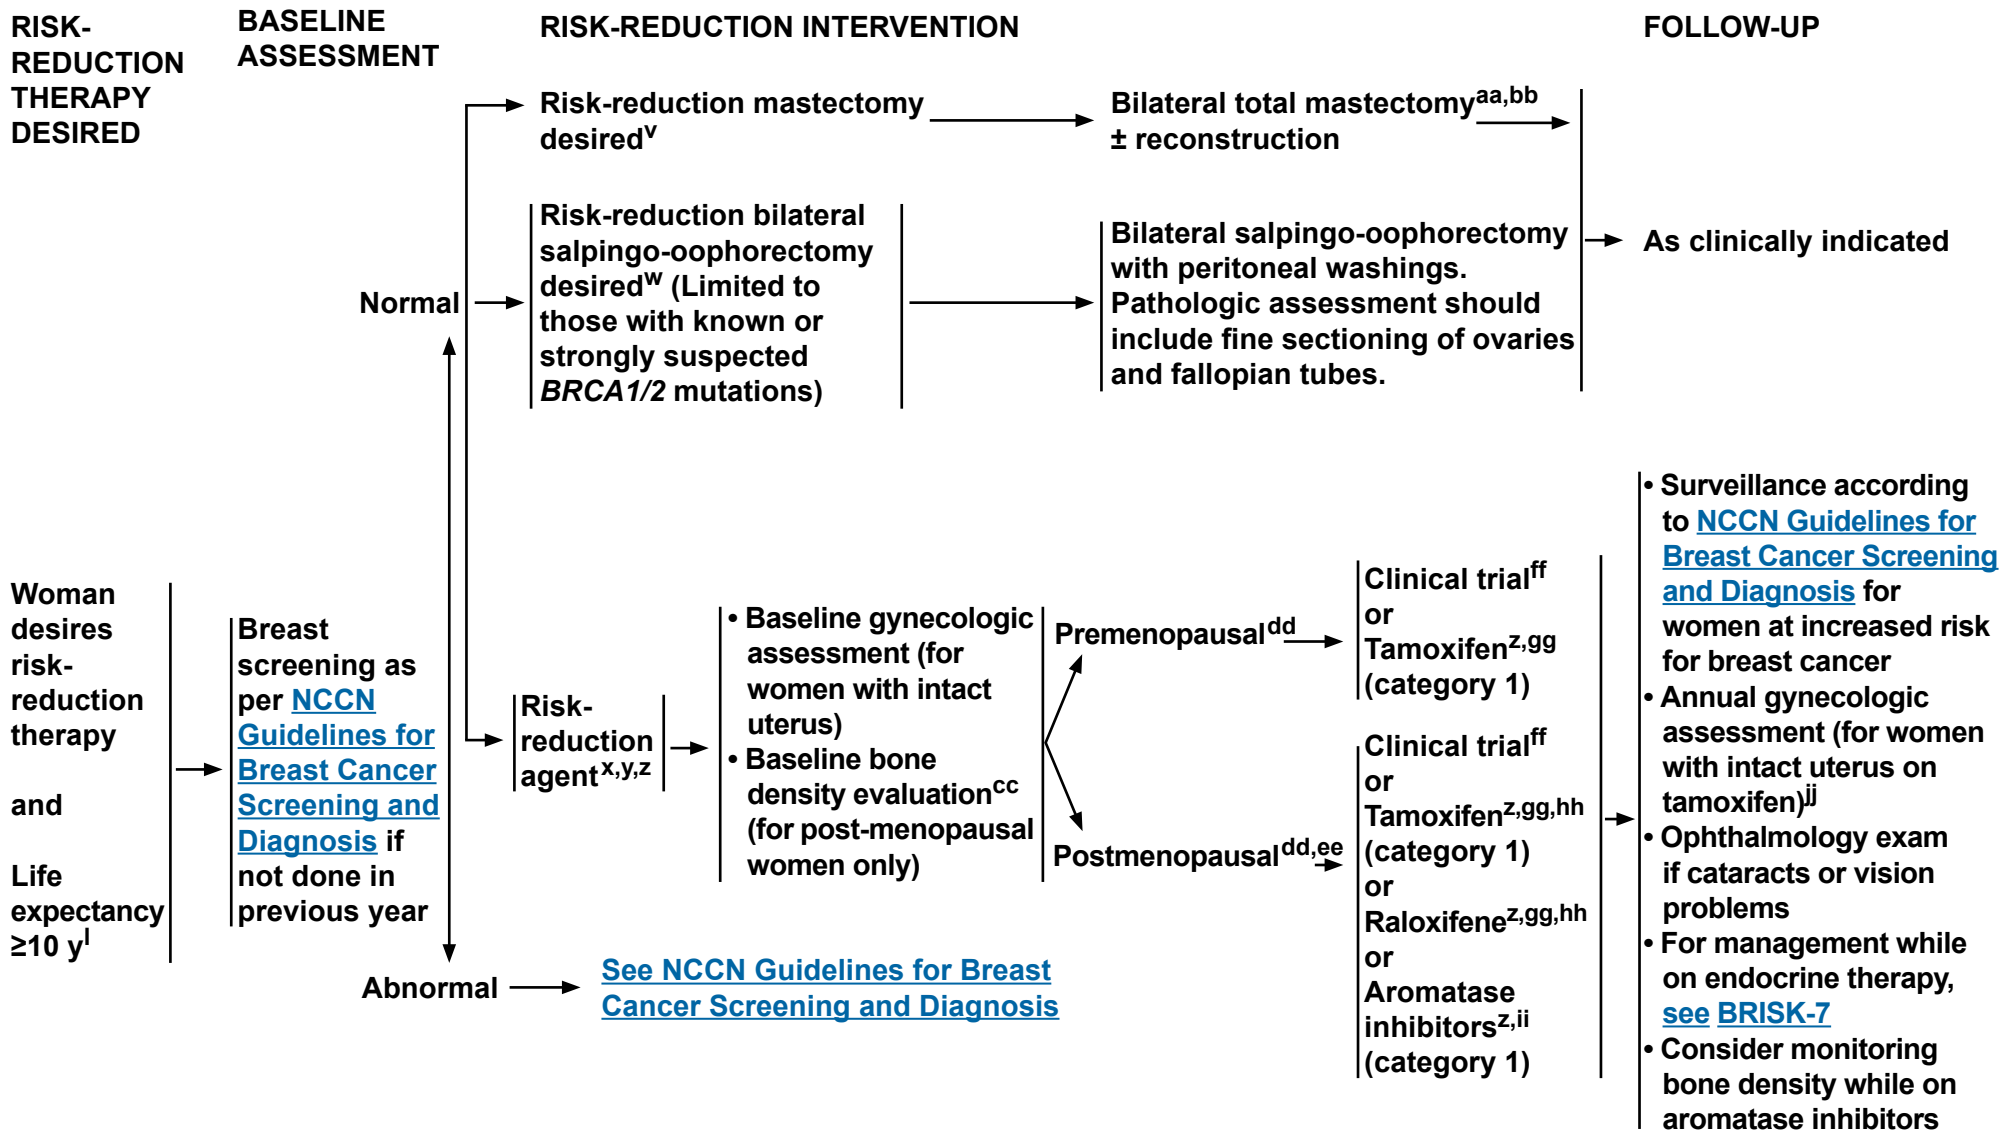 RISK-
REDUCTION
THERAPY
DESIRED
BASELINE
ASSESSMENT
RISK-REDUCTION INTERVENTION
FOLLOW-UP
Risk-reduction mastectomy
desiredv
Bilateral total mastectomyaa,bb
± reconstruction
Normal
Risk-reduction bilateral
salpingo-oophorectomy
desiredw (Limited to
those with known or
strongly suspected
BRCA1/2 mutations)
Bilateral salpingo-oophorectomy
with peritoneal washings.
Pathologic assessment should
include fine sectioning of ovaries
and fallopian tubes.
As clinically indicated
Woman
desires
risk-
reduction
therapy
and
Life
expectancy
≥10 yl
Breast
screening as
per NCCN
Guidelines for
Breast Cancer
Screening and
Diagnosis if
not done in
previous year
Risk-
reduction
agentx,y,z
• Baseline gynecologic
assessment (for
women with intact
uterus)
• Baseline bone
density evaluationcc
(for post-menopausal
women only)
Premenopausaldd
Clinical trialff
or
Tamoxifenz,gg
(category 1)
Postmenopausaldd,ee
Clinical trialff
or
Tamoxifenz,gg,hh
(category 1)
or
Raloxifenez,gg,hh
or
Aromatase
inhibitorsz,ii
(category 1)
• Surveillance according
to NCCN Guidelines for
Breast Cancer Screening
and Diagnosis for
women at increased risk
for breast cancer
• Annual gynecologic
assessment (for women
with intact uterus on
tamoxifen)jj
• Ophthalmology exam
if cataracts or vision
problems
• For management while
on endocrine therapy,
see BRISK-7
• Consider monitoring
bone density while on
aromatase inhibitors
Abnormal
See NCCN Guidelines for Breast
Cancer Screening and Diagnosis